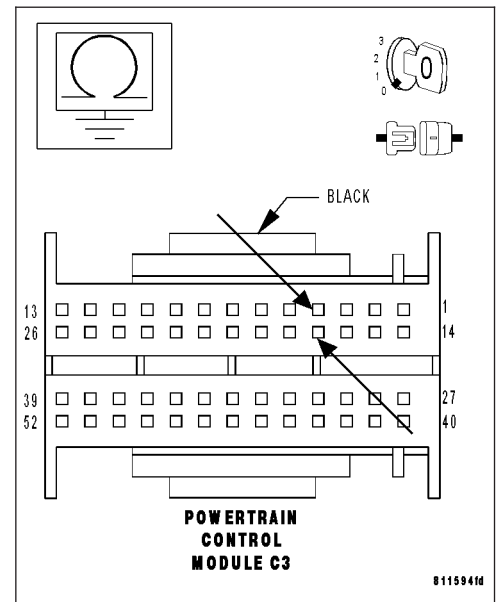 3
2
1
0
BLACK
13 1
26 14
39 27
52 40
POWERTRAIN
CONTROL
MODULE C3
811594fd